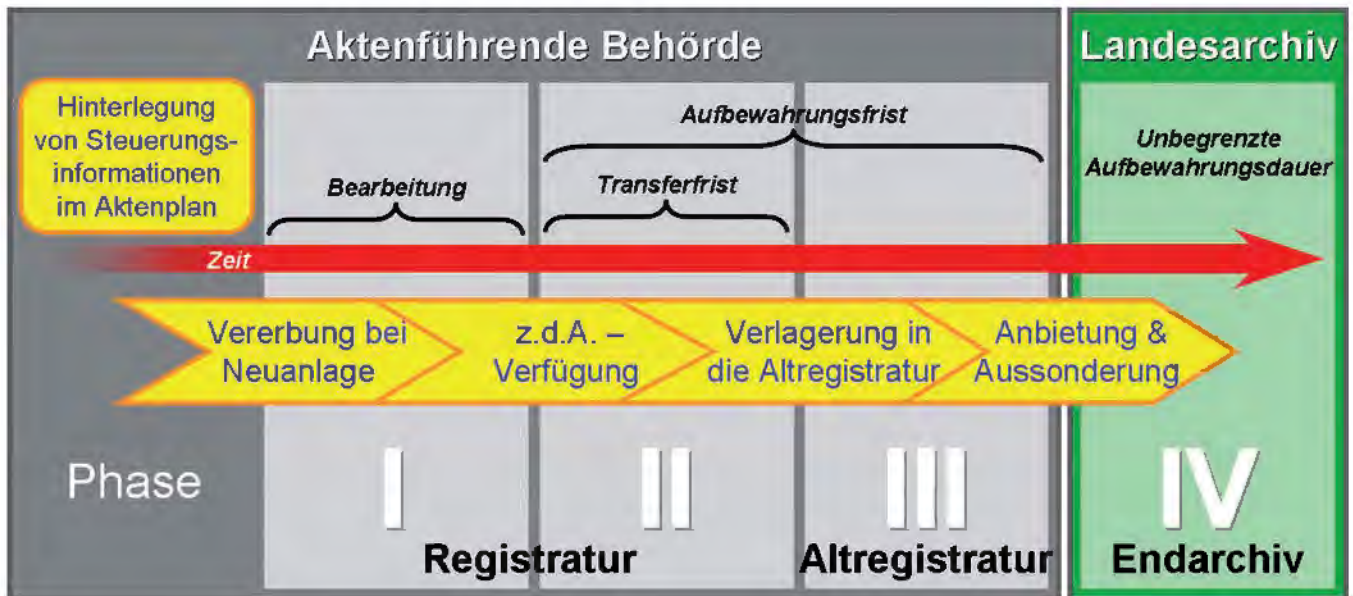 Aktenführende Behörde
Landesarchiv
Hinterlegung
von Steuerungs-
informationen
im Aktenplan
Aufbewahrungsfrist
Unbegrenzte
Aufbewahrungsdauer
Bearbeitung
Transferfrist
Zeit
Vererbung bei
Neuanlage
z.d.A. –
Verfügung
Verlagerung in
die Altregistratur
Anbietung &
Aussonderung
Phase
I
II
III
IV
Registratur
Altregistratur
Endarchiv